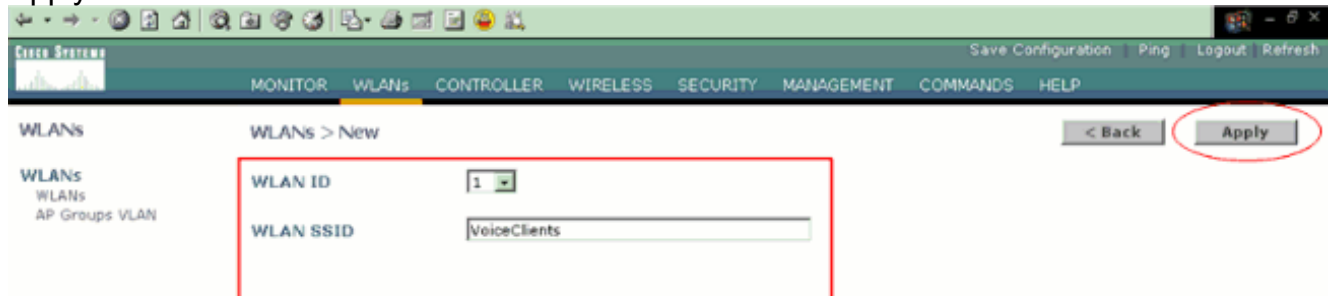 Apply
CISCO SYSTEMS
Save Configuration | Ping | Logout | Refresh
MONITOR WLANs CONTROLLER WIRELESS SECURITY MANAGEMENT COMMANDS HELP
WLANs
WLANs > New
< Back
Apply
WLANs
WLANs
AP Groups VLAN
WLAN ID 1
WLAN SSID VoiceClients